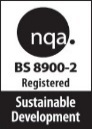 nqa.
BS 8900-2
Registered
Sustainable
Development